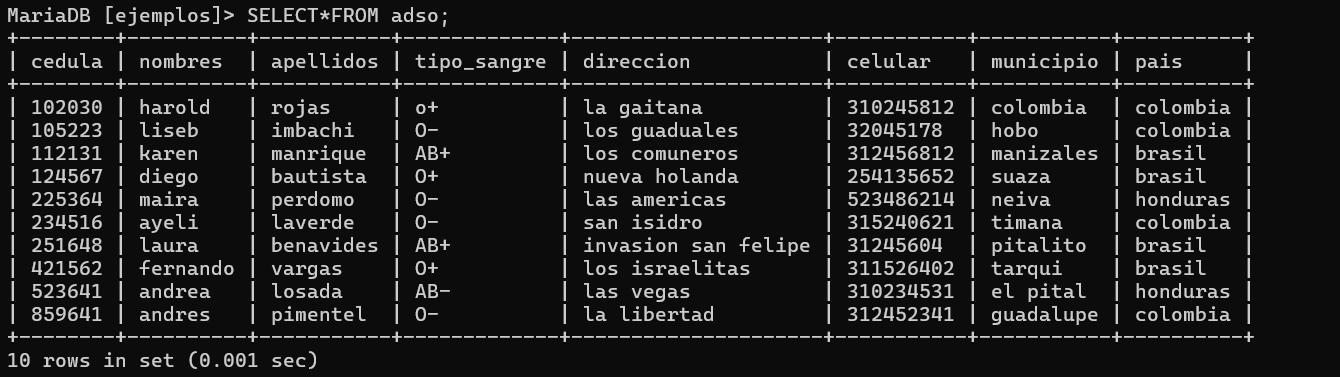 MariaDB [ejemplos]> SELECT*FROM adso;
+--------+----------+-----------+-------------+---------------------+-----------+-----------+----------+
| cedula | nombres  | apellidos | tipo_sangre | direccion           | celular   | municipio | pais     |
+--------+----------+-----------+-------------+---------------------+-----------+-----------+----------+
| 102030 | harold   | rojas     | o+          | la gaitana          | 310245812 | colombia  | colombia |
| 105223 | liseb    | imbachi   | O-          | los guaduales       | 32045178  | hobo      | colombia |
| 112131 | karen    | manrique  | AB+         | los comuneros       | 312456812 | manizales | brasil   |
| 124567 | diego    | bautista  | O+          | nueva holanda       | 254135652 | suaza     | brasil   |
| 225364 | maira    | perdomo   | O-          | las americas        | 523486214 | neiva     | honduras |
| 234516 | ayeli    | laverde   | O-          | san isidro          | 315240621 | timana    | colombia |
| 251648 | laura    | benavides | AB+         | invasion san felipe | 31245604  | pitalito  | brasil   |
| 421562 | fernando | vargas    | O+          | los israelitas      | 311526402 | tarqui    | brasil   |
| 523641 | andrea   | losada    | AB-         | las vegas           | 310234531 | el pital  | honduras |
| 859641 | andres   | pimentel  | O-          | la libertad         | 312452341 | guadalupe | colombia |
+--------+----------+-----------+-------------+---------------------+-----------+-----------+----------+
10 rows in set (0.001 sec)